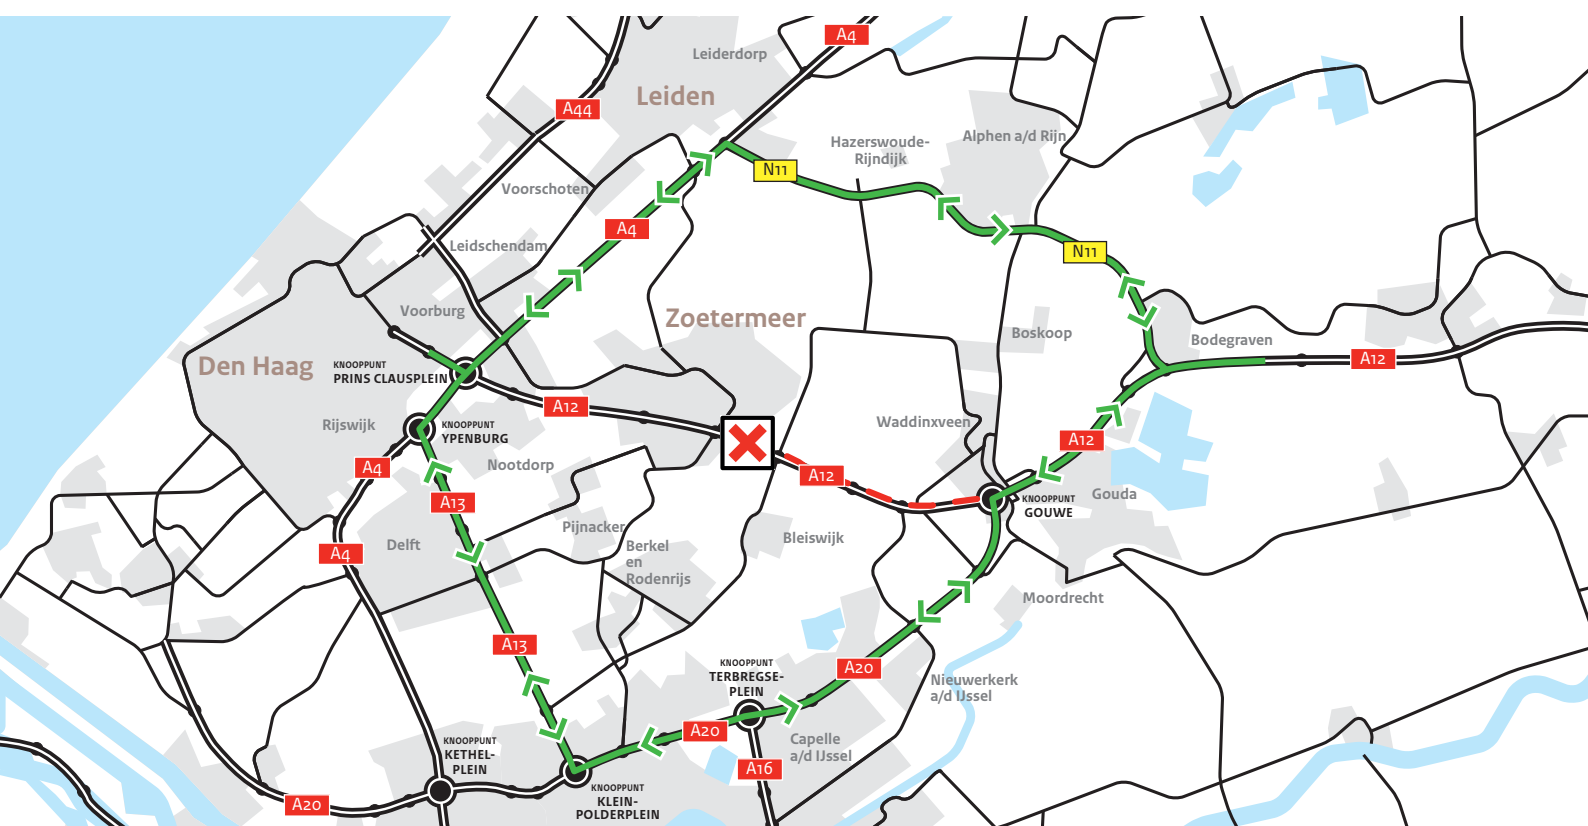 A4
Leiderdorp
Leiden
A44
Hazerswoude-
Rijndijk
Alphen a/d Rijn
N11
Voorschoten
A4
Leidschendam
N11
Voorburg
Zoetermeer
Boskoop
Bodegraven
A12
Den Haag
KNOOPPUNT
PRINS CLAUSPLEIN
A12
Rijswijk
KNOOPPUNT
YPENBURG
Waddinxveen
A12
A4
Nootdorp
A12
KNOOPPUNT
GOUWE
Gouda
A13
Pijnacker
Bleiswijk
A4
Delft
Berkel
en
Rodenrijs
Moordrecht
A13
KNOOPPUNT
TERBREGSE-
PLEIN
A20
Nieuwerkerk
a/d IJssel
A20
Capelle
a/d IJssel
KNOOPPUNT
KETHEL-
PLEIN
A16
KNOOPPUNT
KLEIN-
POLDERPLEIN
A20